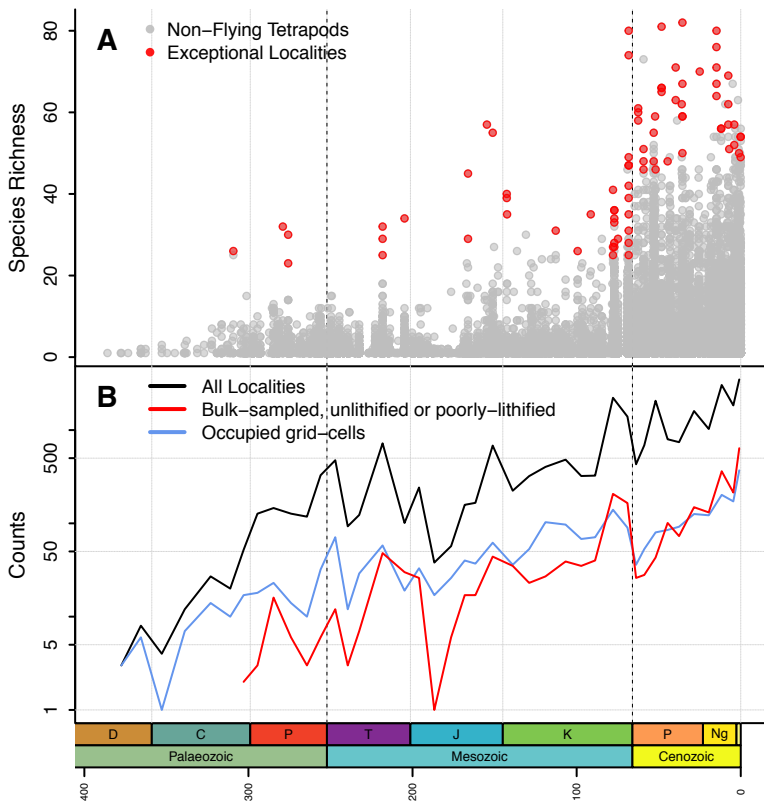 A
Non−Flying Tetrapods
Exceptional Localities
Species Richness
80
60
40
20
0
B
All Localities
Bulk−sampled, unlithified or poorly−lithified
Occupied grid−cells
Counts
500
50
5
1
D C P T J K P Ng
Palaeozoic Mesozoic Cenozoic
400 300 200 100 0